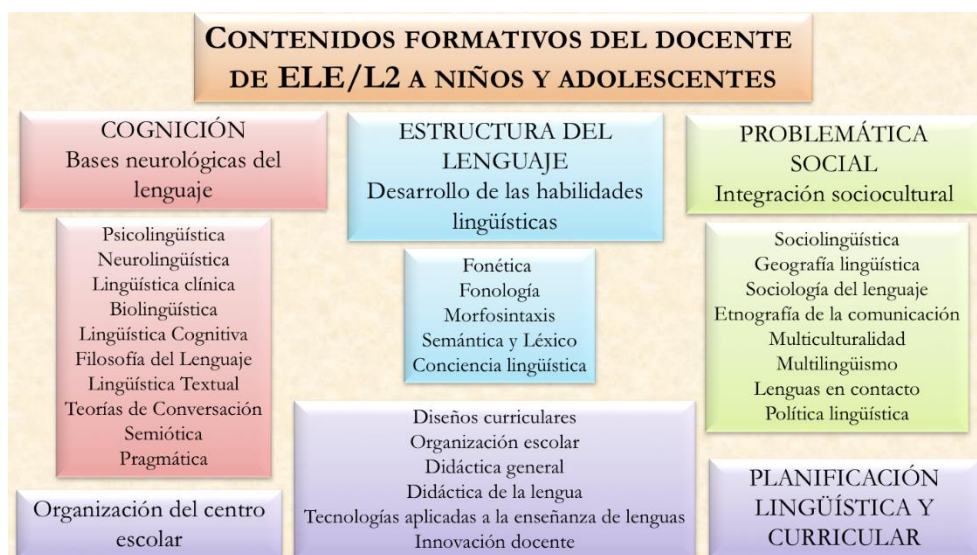 CONTENIDOS FORMATIVOS DEL DOCENTE
DE ELE/L2 A NIÑOS Y ADOLESCENTES
COGNICIÓN
Bases neurológicas del
lenguaje
Psicolingüística
Neurolingüística
Lingüística clínica
Biolingüística
Lingüística Cognitiva
Filosofía del Lenguaje
Lingüística Textual
Teorías de Conversación
Semiótica
Pragmática
ESTRUCTURA DEL
LENGUAJE
Desarrollo de las habilidades
lingüísticas
Fonética
Fonología
Morfosintaxis
Semántica y Léxico
Conciencia lingüística
PROBLEMÁTICA
SOCIAL
Integración sociocultural
Sociolingüística
Geografía lingüística
Sociología del lenguaje
Etnografía de la comunicación
Multiculturalidad
Multilingüismo
Lenguas en contacto
Política lingüística
Organización del centro
escolar
Diseños curriculares
Organización escolar
Didáctica general
Didáctica de la lengua
Tecnologías aplicadas a la enseñanza de lenguas
Innovación docente
PLANIFICACIÓN
LINGÜÍSTICA Y
CURRICULAR